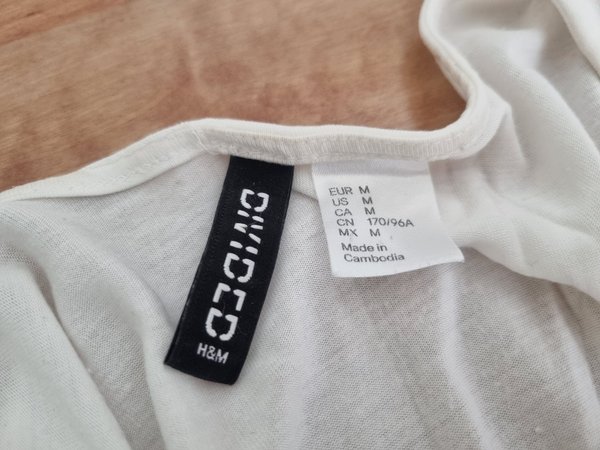 DIVIDED
H&M
EUR M
US M
CA M
CN 170/96A
MX M
Made in
Cambodia